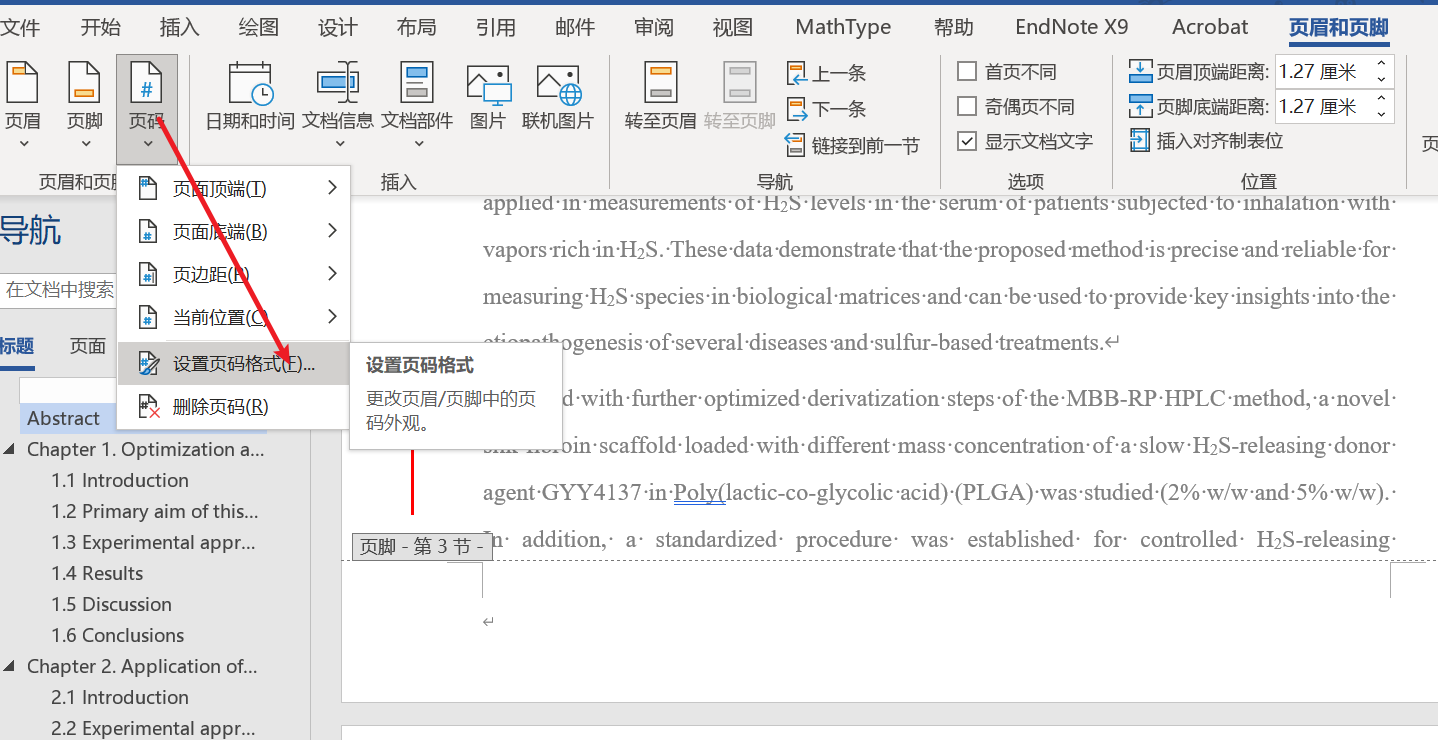 文件 开始 插入 绘图 设计 布局 引用 邮件 审阅 视图 MathType 帮助 EndNote X9 Acrobat 页眉和页脚
页眉 页脚 页码 日期和时间 文档信息 文档部件 图片 联机图片 转至页眉 转至页脚
上一条
下一条
链接到前一节
首页不同
奇偶页不同
显示文档文字
页眉顶端距离: 1.27 厘米
页脚底端距离: 1.27 厘米
插入对齐制表位
页
页眉和页脚 插入 导航 选项 位置
页面顶端(T)
页面底端(B)
页边距(P)
当前位置(C)
设置页码格式(F)...
删除页码(R)
设置页码格式
更改页眉/页脚中的页
码外观。
导航
在文档中搜索
标题 页面
Abstract
Chapter 1. Optimization a...
1.1 Introduction
1.2 Primary aim of this...
1.3 Experimental appr...
1.4 Results
1.5 Discussion
1.6 Conclusions
Chapter 2. Application of...
2.1 Introduction
2.2 Experimental appr...
applied·in·measurements·of·H₂S·levels·in·the·serum·of·patients·subjected·to·inhalation·with·
vapors·rich·in·H₂S.·These·data·demonstrate·that·the·proposed·method·is·precise·and·reliable·for·
measuring·H₂S·species·in·biological·matrices·and·can·be·used·to·provide·key·insights·into·the·
etiopathogenesis·of·several·diseases·and·sulfur-based·treatments.↵
with·further·optimized·derivatization·steps·of·the·MBB-RP·HPLC·method,·a·novel·
silk·fibroin·scaffold·loaded·with·different·mass·concentration·of·a·slow·H₂S-releasing·donor·
agent·GYY4137·in·Poly(lactic-co-glycolic·acid)·(PLGA)·was·studied·(2%·w/w·and·5%·w/w).·
In·addition,·a·standardized·procedure·was·established·for·controlled·H₂S-releasing·
页脚 - 第 3 节 -
↵